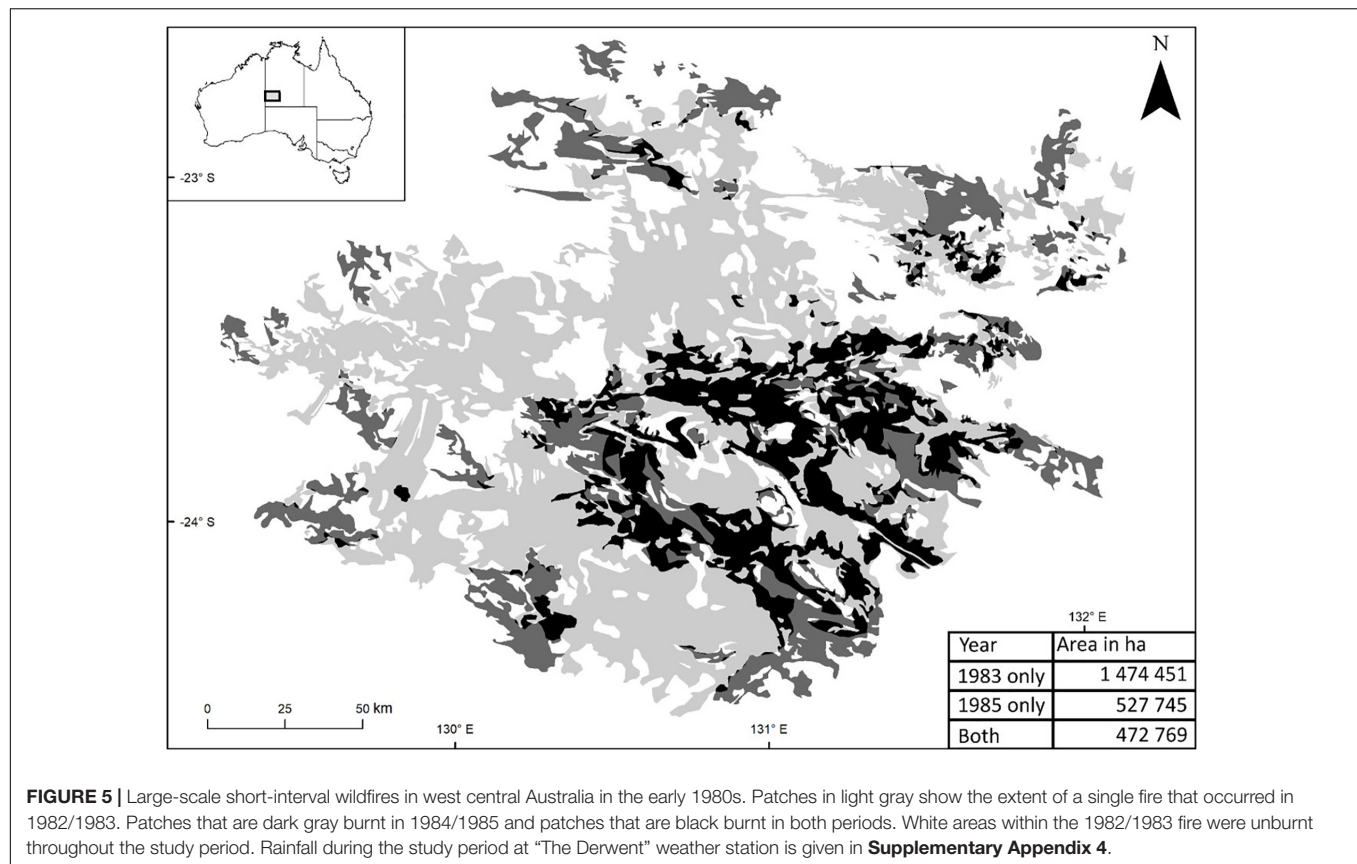 N
-23° S
-24° S
132° E
0 25 50 km
130° E
131° E
Year Area in ha
1983 only 1 474 451
1985 only 527 745
Both 472 769
FIGURE 5 | Large-scale short-interval wildfires in west central Australia in the early 1980s. Patches in light gray show the extent of a single fire that occurred in
1982/1983. Patches that are dark gray burnt in 1984/1985 and patches that are black burnt in both periods. White areas within the 1982/1983 fire were unburnt
throughout the study period. Rainfall during the study period at “The Derwent” weather station is given in Supplementary Appendix 4.